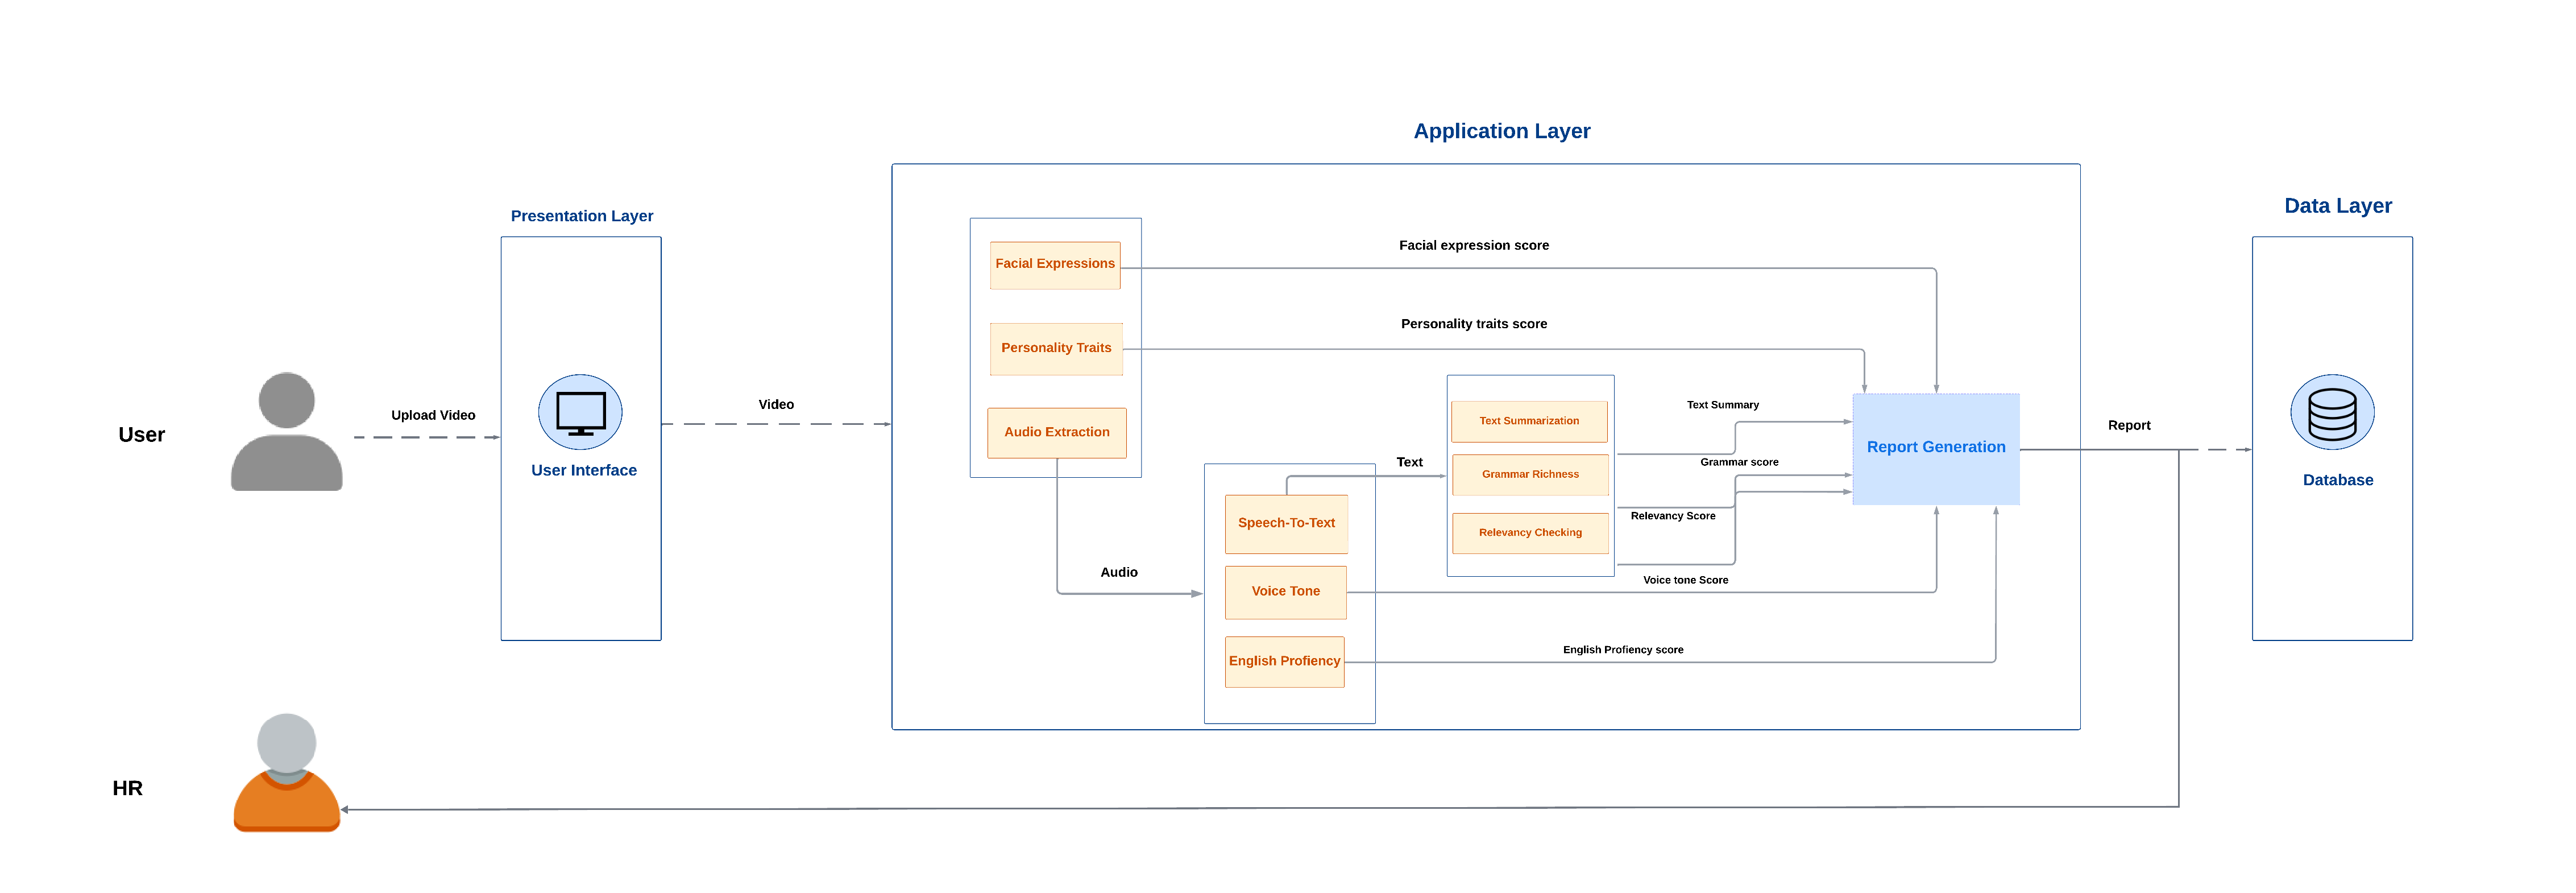 Application Layer
Presentation Layer
Data Layer
Facial Expressions
Facial expression score
Personality Traits
Personality traits score
Audio Extraction
User
Upload Video
User Interface
Video
Text Summarization
Text Summary
Grammar Richness
Grammar score
Relevancy Checking
Relevancy Score
Text
Speech-To-Text
Audio
Voice Tone
Voice tone Score
English Profiency
English Profiency score
Report Generation
Report
Database
HR